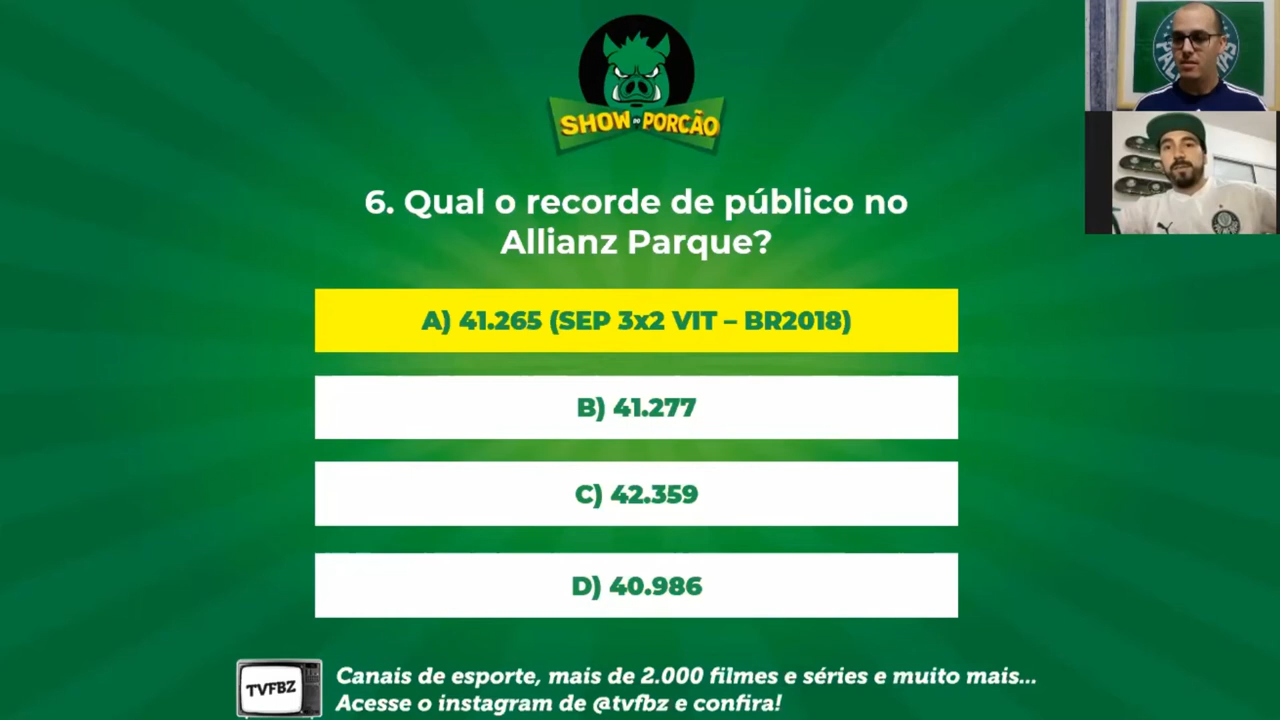 SHOW DO PORCÃO
6. Qual o recorde de público no
Allianz Parque?
A) 41.265 (SEP 3x2 VIT – BR2018)
B) 41.277
C) 42.359
D) 40.986
TVFBZ
Canais de esporte, mais de 2.000 filmes e séries e muito mais...
Acesse o instagram de @tvfbz e confira!